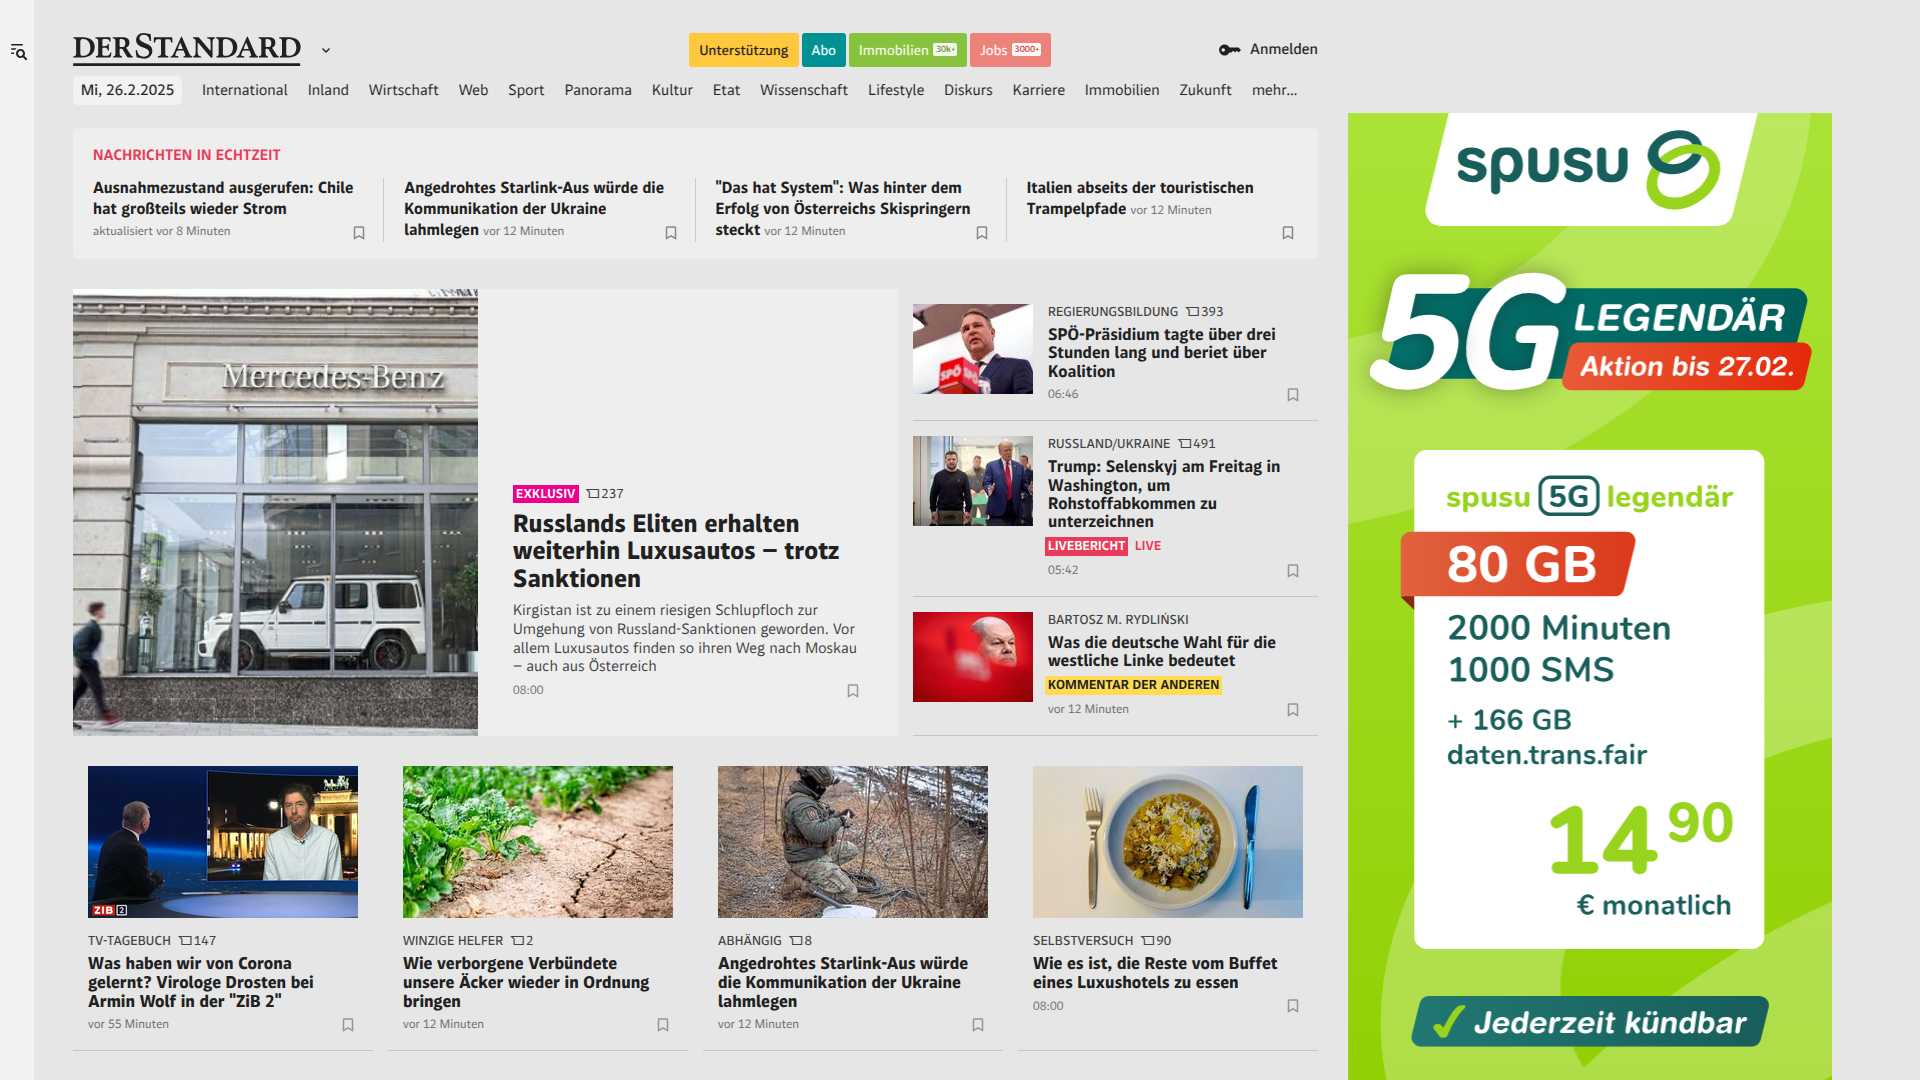 DERSTANDARD
Unterstützung
Abo
Immobilien 30k+
Jobs 3000+
Anmelden
Mi, 26.2.2025
International
Inland
Wirtschaft
Web
Sport
Panorama
Kultur
Etat
Wissenschaft
Lifestyle
Diskurs
Karriere
Immobilien
Zukunft
mehr...
NACHRICHTEN IN ECHTZEIT
Ausnahmezustand ausgerufen: Chile
hat großteils wieder Strom
aktualisiert vor 8 Minuten
Angedrohtes Starlink-Aus würde die
Kommunikation der Ukraine
lahmlegen vor 12 Minuten
"Das hat System": Was hinter dem
Erfolg von Österreichs Skispringern
steckt vor 12 Minuten
Italien abseits der touristischen
Trampelpfade vor 12 Minuten
Mercedes-Benz
EXKLUSIV 237
Russlands Eliten erhalten
weiterhin Luxusautos – trotz
Sanktionen
Kirgistan ist zu einem riesigen Schlupfloch zur
Umgehung von Russland-Sanktionen geworden. Vor
allem Luxusautos finden so ihren Weg nach Moskau
– auch aus Österreich
08:00
SPÖ SPÖ
REGIERUNGSBILDUNG 393
SPÖ-Präsidium tagte über drei
Stunden lang und beriet über
Koalition
06:46
RUSSLAND/UKRAINE 491
Trump: Selenskyj am Freitag in
Washington, um
Rohstoffabkommen zu
unterzeichnen
LIVEBERICHT LIVE
05:42
BARTOSZ M. RYDLIŃSKI
Was die deutsche Wahl für die
westliche Linke bedeutet
KOMMENTAR DER ANDEREN
vor 12 Minuten
ZIB 2
TV-TAGEBUCH 147
Was haben wir von Corona
gelernt? Virologe Drosten bei
Armin Wolf in der "ZiB 2"
vor 55 Minuten
WINZIGE HELFER 2
Wie verborgene Verbündete
unsere Äcker wieder in Ordnung
bringen
vor 12 Minuten
ABHÄNGIG 8
Angedrohtes Starlink-Aus würde
die Kommunikation der Ukraine
lahmlegen
vor 12 Minuten
SELBSTVERSUCH 90
Wie es ist, die Reste vom Buffet
eines Luxushotels zu essen
08:00
spusu
5G LEGENDÄR
Aktion bis 27.02.
spusu 5G legendär
80 GB
2000 Minuten
1000 SMS
+ 166 GB
daten.trans.fair
14 90
€ monatlich
Jederzeit kündbar